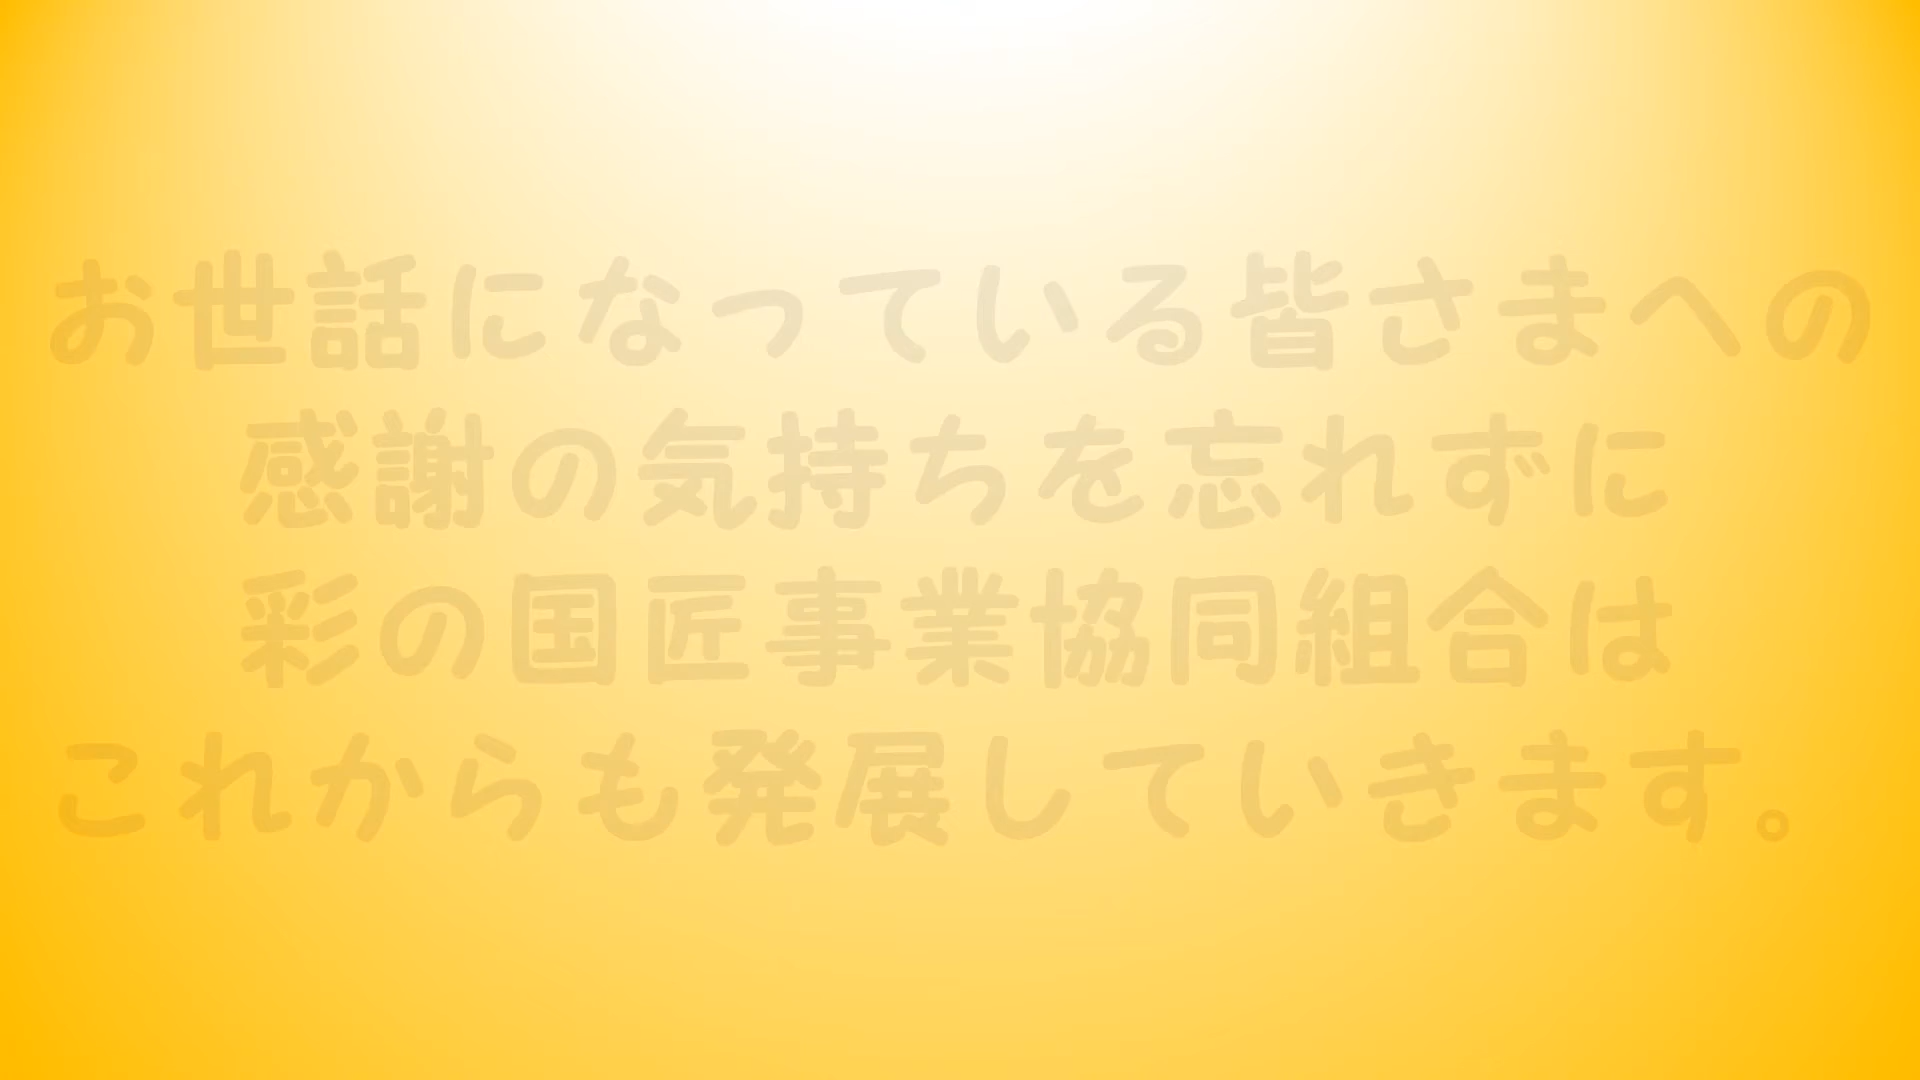 お世話になっている皆さまへの
感謝の気持ちを忘れずに
彩の国匠事業協同組合は
これからも発展していきます。